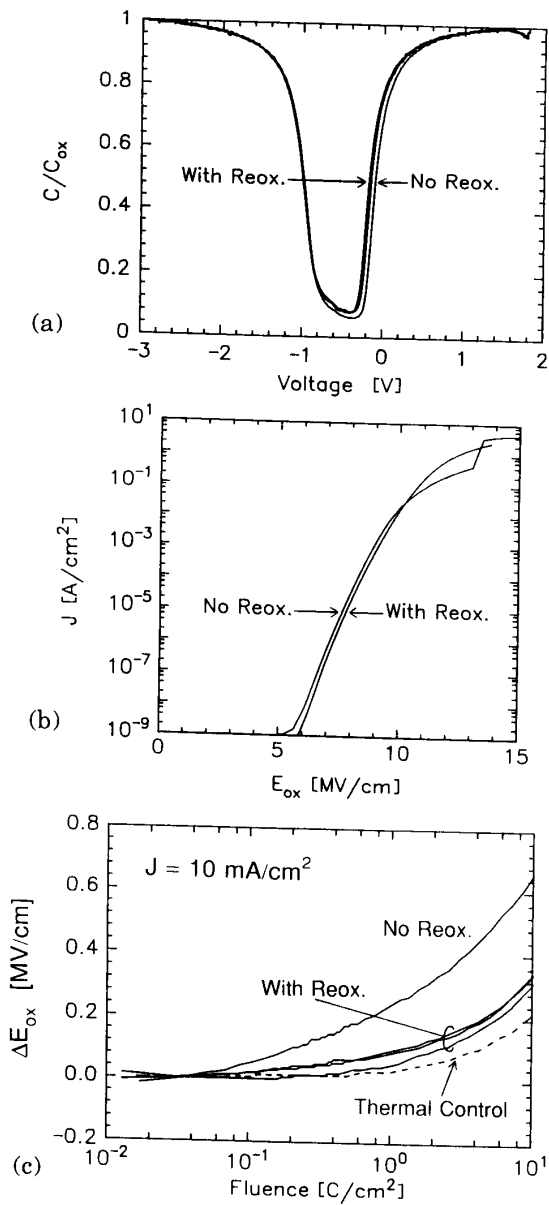 1
0.8
0.6
0.4
0.2
0
C/Cox
With Reox.
No Reox.
(a)
−3
−2
−1
0
1
2
Voltage [V]
10^1
10^-1
10^-3
10^-5
10^-7
10^-9
J [A/cm^2]
No Reox.
With Reox.
(b)
0
5
10
15
Eox [MV/cm]
0.8
0.6
0.4
0.2
0.0
-0.2
ΔEox [MV/cm]
J = 10 mA/cm^2
No Reox.
With Reox.
Thermal Control
(c)
10^-2
10^-1
10^0
10^1
Fluence [C/cm^2]